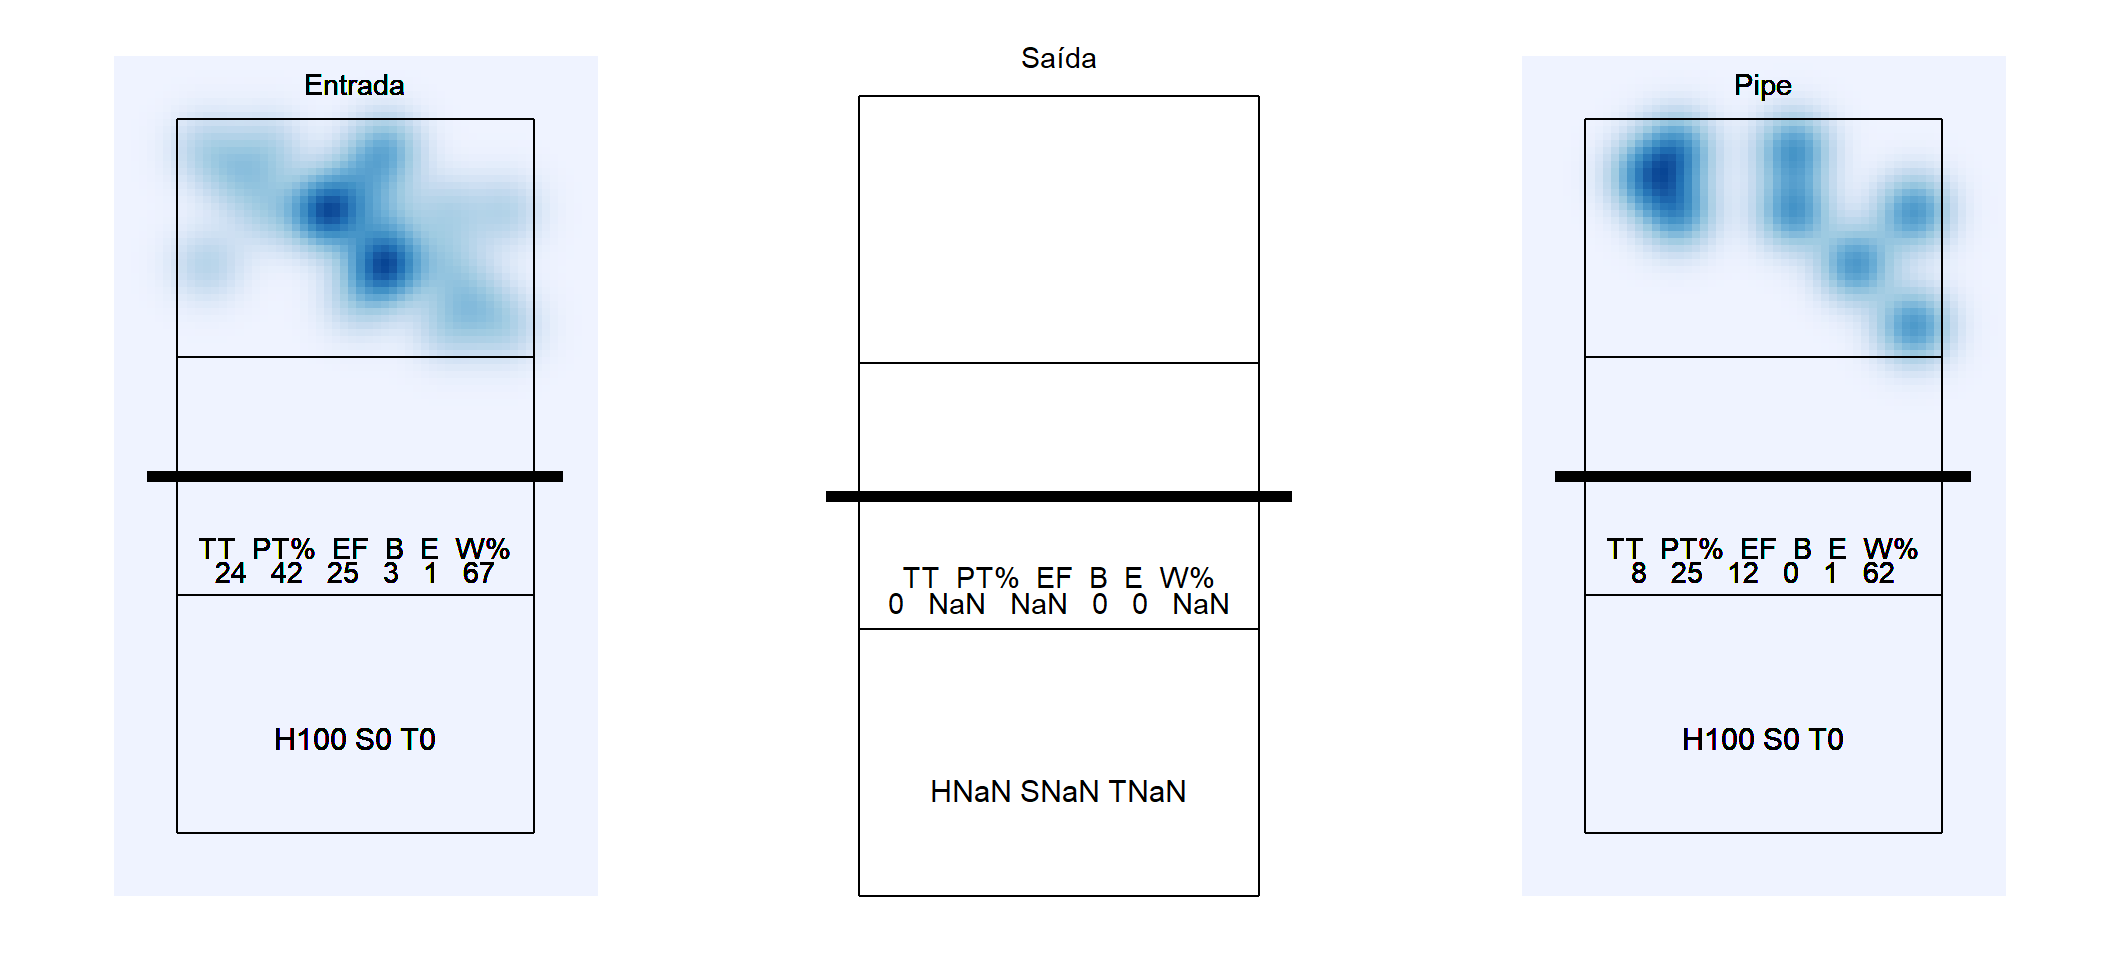 Entrada
TT PT% EF B E W%
24 42 25 3 1 67
H100 S0 T0
Saída
TT PT% EF B E W%
0 NaN NaN 0 0 NaN
HNaN SNaN TNaN
Pipe
TT PT% EF B E W%
8 25 12 0 1 62
H100 S0 T0